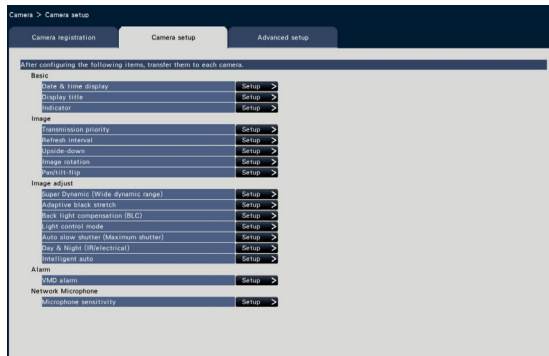 Camera > Camera setup
Camera registration Camera setup Advanced setup
After configuring the following items, transfer them to each camera.
Basic
Date & time display Setup >
Display title Setup >
Indicator Setup >
Image
Transmission priority Setup >
Refresh interval Setup >
Upside-down Setup >
Image rotation Setup >
Pan/tilt-flip Setup >
Image adjust
Super Dynamic (Wide dynamic range) Setup >
Adaptive black stretch Setup >
Back light compensation (BLC) Setup >
Light control mode Setup >
Auto slow shutter (Maximum shutter) Setup >
Day & Night (IR/electrical) Setup >
Intelligent auto Setup >
Alarm
VMD alarm Setup >
Network Microphone
Microphone sensitivity Setup >